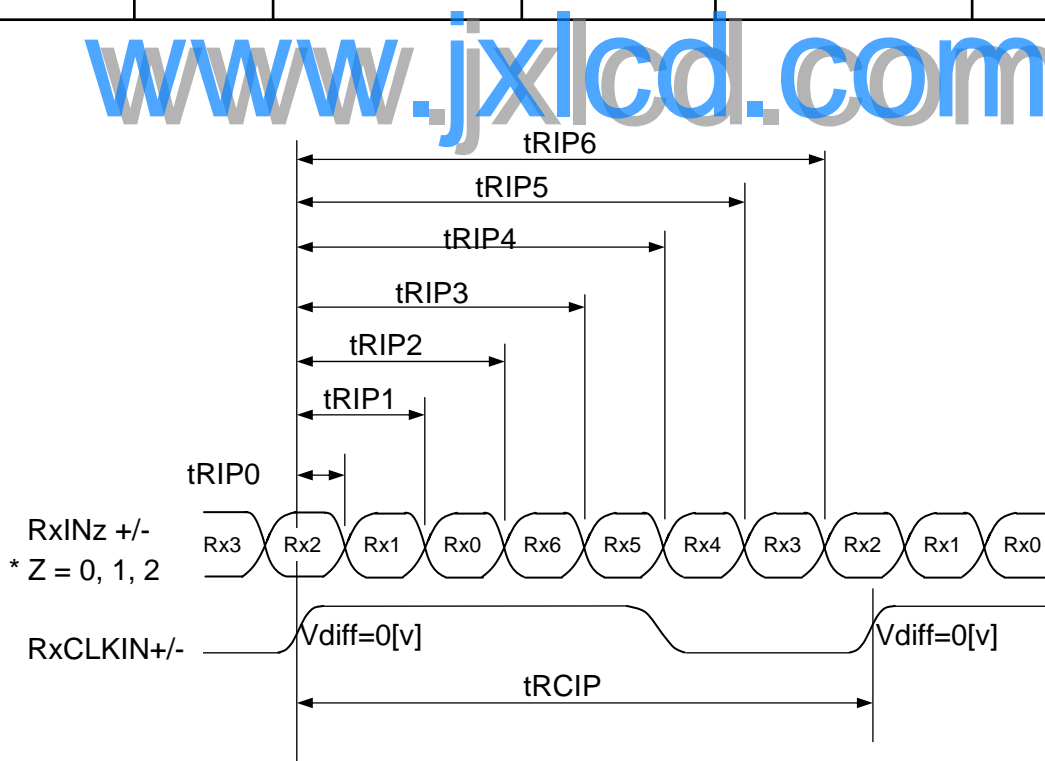 www.jxlcd.com
tRIP6
tRIP5
tRIP4
tRIP3
tRIP2
tRIP1
tRIP0
RxINz +/-
* Z = 0, 1, 2
Rx3 Rx2 Rx1 Rx0 Rx6 Rx5 Rx4 Rx3 Rx2 Rx1 Rx0
RxCLKIN+/-
Vdiff=0[v] Vdiff=0[v]
tRCIP